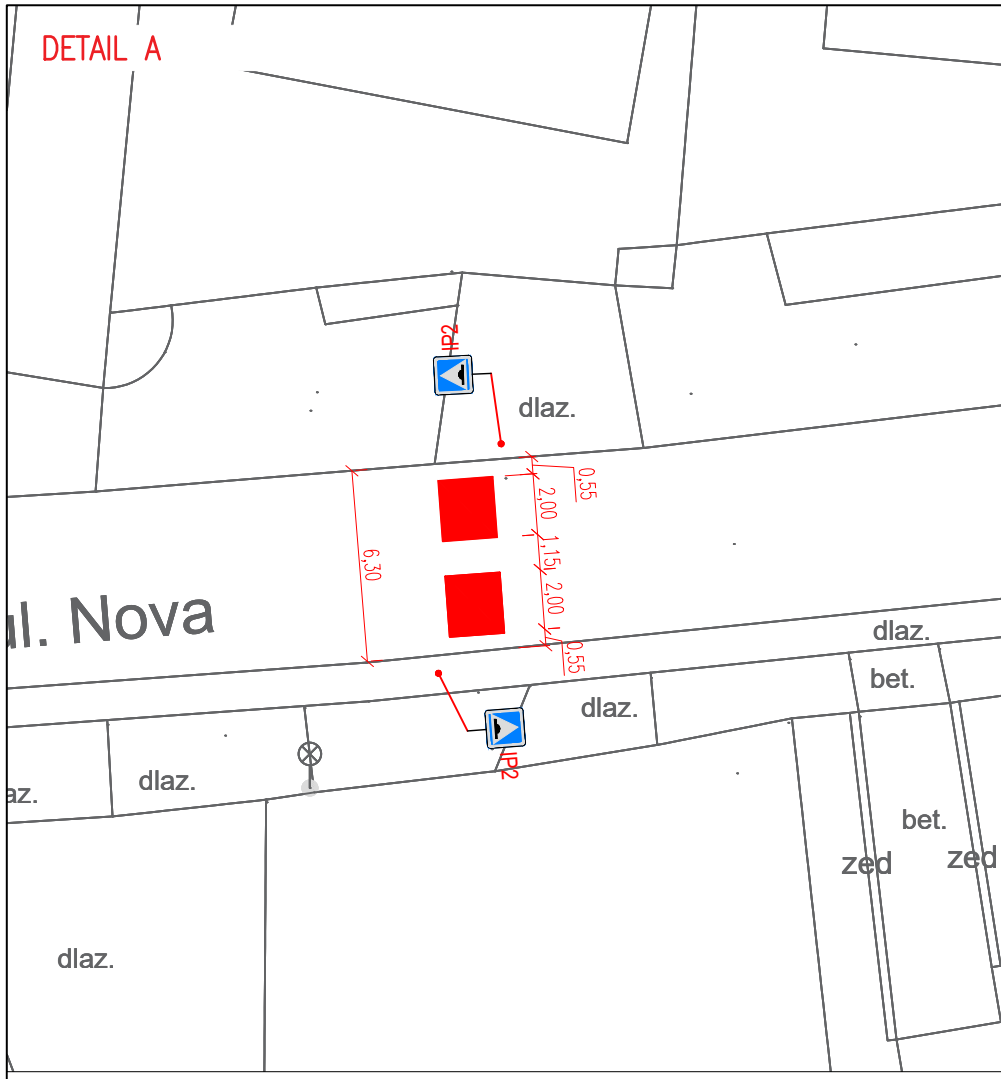 DETAIL A
IP2
dlaz.
0,55
2,00
1,15
2,00
0,55
6,30
ul. Nova
dlaz.
bet.
dlaz.
IP2
dlaz.
az.
bet.
zed
zed
dlaz.